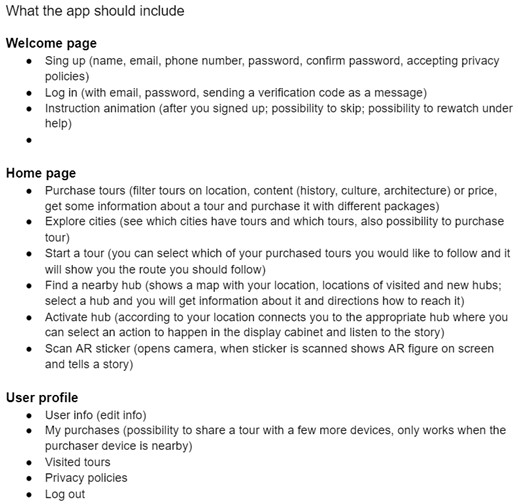 What the app should include
Welcome page
● Sing up (name, email, phone number, password, confirm password, accepting privacy
policies)
● Log in (with email, password, sending a verification code as a message)
● Instruction animation (after you signed up; possibility to skip; possibility to rewatch under
help)
●
Home page
● Purchase tours (filter tours on location, content (history, culture, architecture) or price,
get some information about a tour and purchase it with different packages)
● Explore cities (see which cities have tours and which tours, also possibility to purchase
tour)
● Start a tour (you can select which of your purchased tours you would like to follow and it
will show you the route you should follow)
● Find a nearby hub (shows a map with your location, locations of visited and new hubs;
select a hub and you will get information about it and directions how to reach it)
● Activate hub (according to your location connects you to the appropriate hub where you
can select an action to happen in the display cabinet and listen to the story)
● Scan AR sticker (opens camera, when sticker is scanned shows AR figure on screen
and tells a story)
User profile
● User info (edit info)
● My purchases (possibility to share a tour with a few more devices, only works when the
purchaser device is nearby)
● Visited tours
● Privacy policies
● Log out